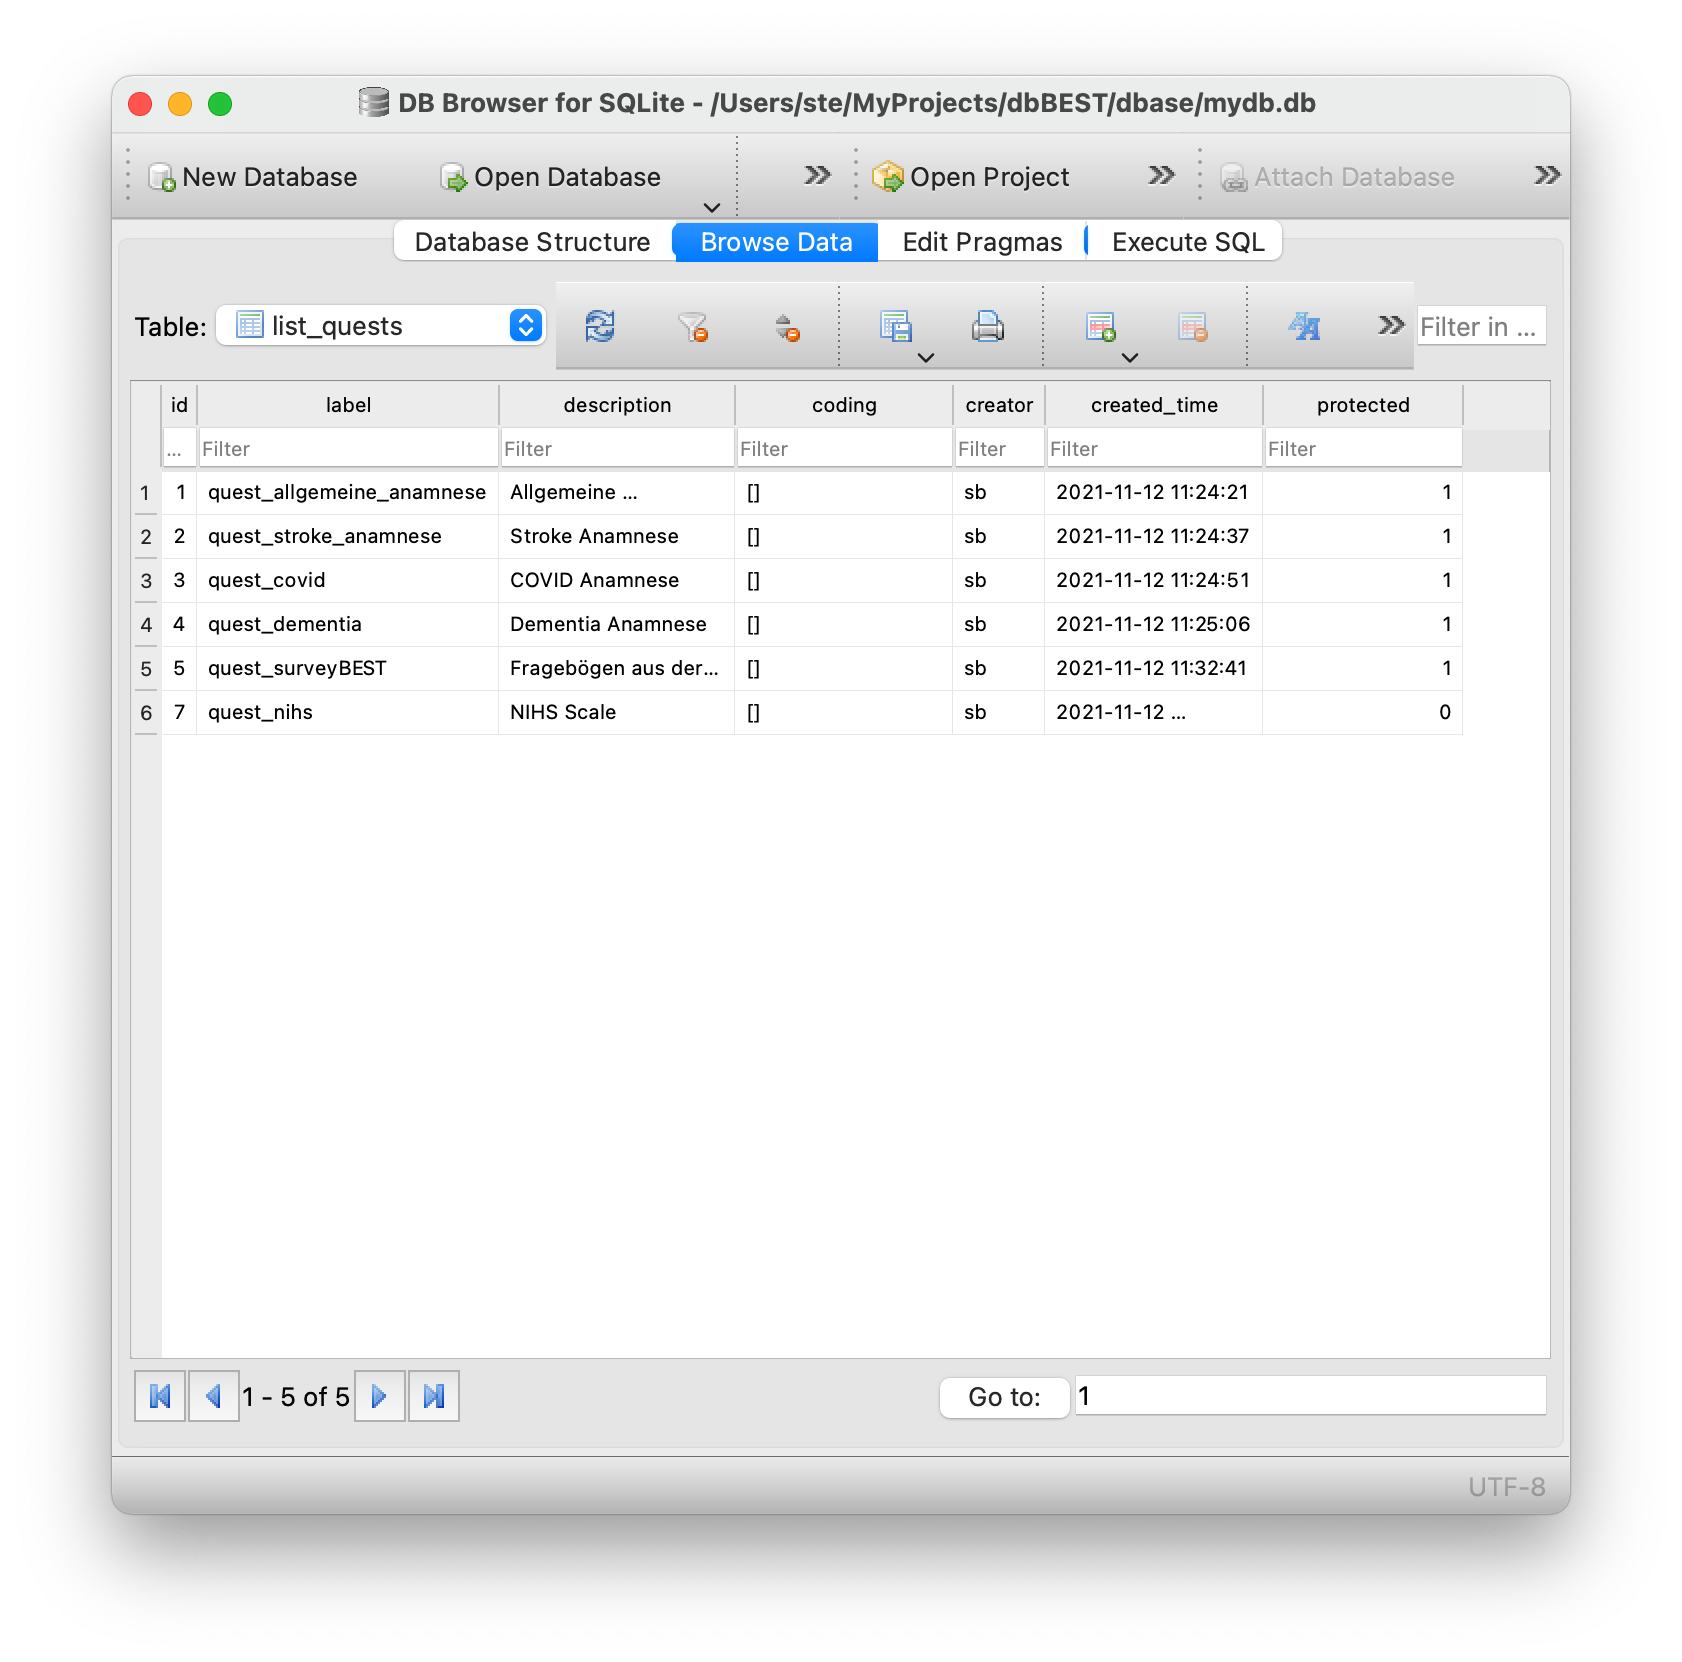 DB Browser for SQLite - /Users/ste/MyProjects/dbBEST/dbase/mydb.db
New Database Open Database Open Project Attach Database
Database Structure Browse Data Edit Pragmas Execute SQL
Table: list_quests Filter in ...
id label description coding creator created_time protected
... Filter Filter Filter Filter Filter Filter
1 1 quest_allgemeine_anamnese Allgemeine ... [] sb 2021-11-12 11:24:21 1
2 2 quest_stroke_anamnese Stroke Anamnese [] sb 2021-11-12 11:24:37 1
3 3 quest_covid COVID Anamnese [] sb 2021-11-12 11:24:51 1
4 4 quest_dementia Dementia Anamnese [] sb 2021-11-12 11:25:06 1
5 5 quest_surveyBEST Fragebögen aus der... [] sb 2021-11-12 11:32:41 1
6 7 quest_nihs NIHS Scale [] sb 2021-11-12 ... 0
1 - 5 of 5 Go to: 1
UTF-8